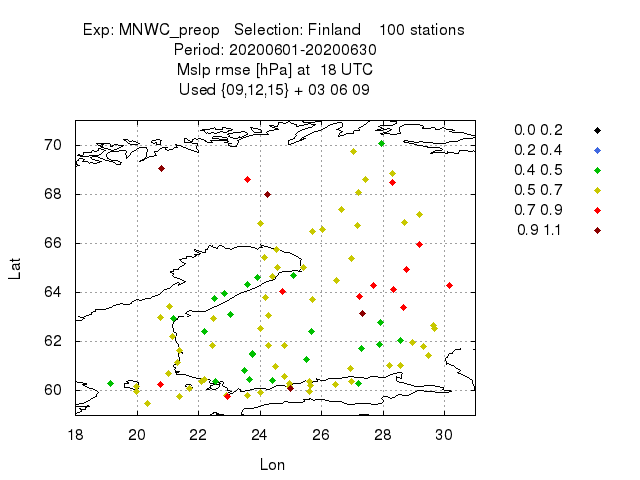 Exp: MNWC_preop   Selection: Finland    100 stations
Period: 20200601-20200630
Mslp rmse [hPa] at  18 UTC
Used {09,12,15} + 03 06 09
0.0 0.2
0.2 0.4
0.4 0.5
0.5 0.7
0.7 0.9
0.9 1.1
70
68
66
64
62
60
Lat
18 20 22 24 26 28 30
Lon